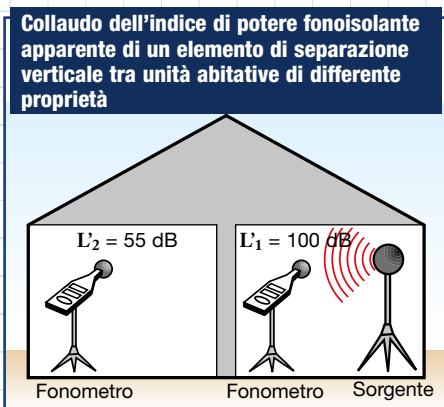 Collaudo dell'indice di potere fonoisolante
apparente di un elemento di separazione
verticale tra unità abitative di differente
proprietà
L'2 = 55 dB
L'1 = 100 dB
Fonometro
Fonometro
Sorgente